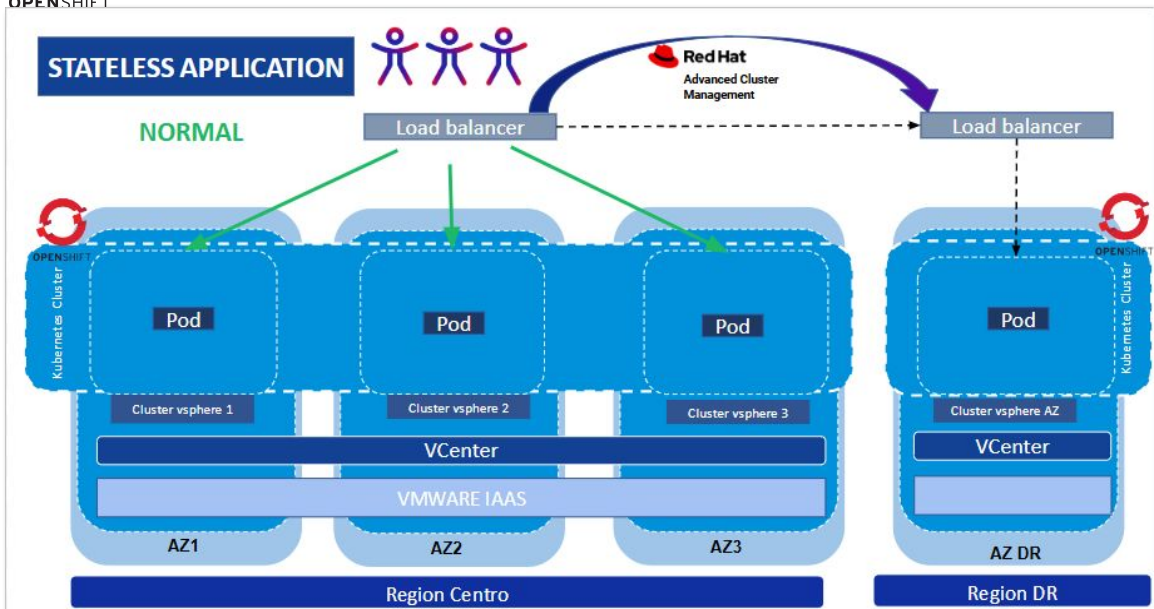 OPENSHIFT
STATELESS APPLICATION
Red Hat
Advanced Cluster
Management
NORMAL
Load balancer
Load balancer
OPENSHIFT
OPENSHIFT
Kubernetes Cluster
Pod
Pod
Pod
Pod
Kubernetes Cluster
Cluster vsphere 1
Cluster vsphere 2
Cluster vsphere 3
Cluster vsphere AZ
VCenter
VCenter
VMWARE IAAS
AZ1
AZ2
AZ3
AZ DR
Region Centro
Region DR